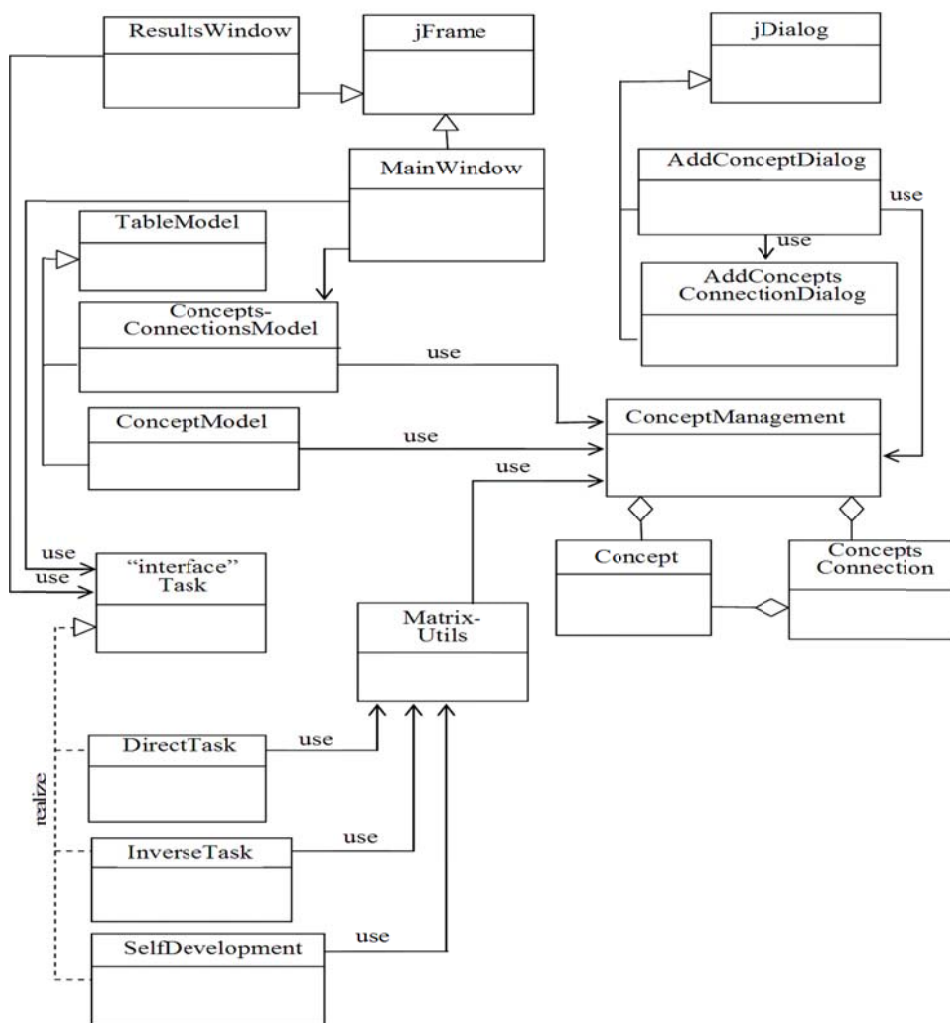 ResultsWindow
jFrame
jDialog
MainWindow
AddConceptDialog
use
TableModel
use
AddConcepts
ConnectionDialog
Concepts-
ConnectionsModel
use
ConceptModel
ConceptManagement
use
use
use
use
"interface"
Task
Concept
Concepts
Connection
Matrix-
Utils
DirectTask
use
realize
InverseTask
use
SelfDevelopment
use